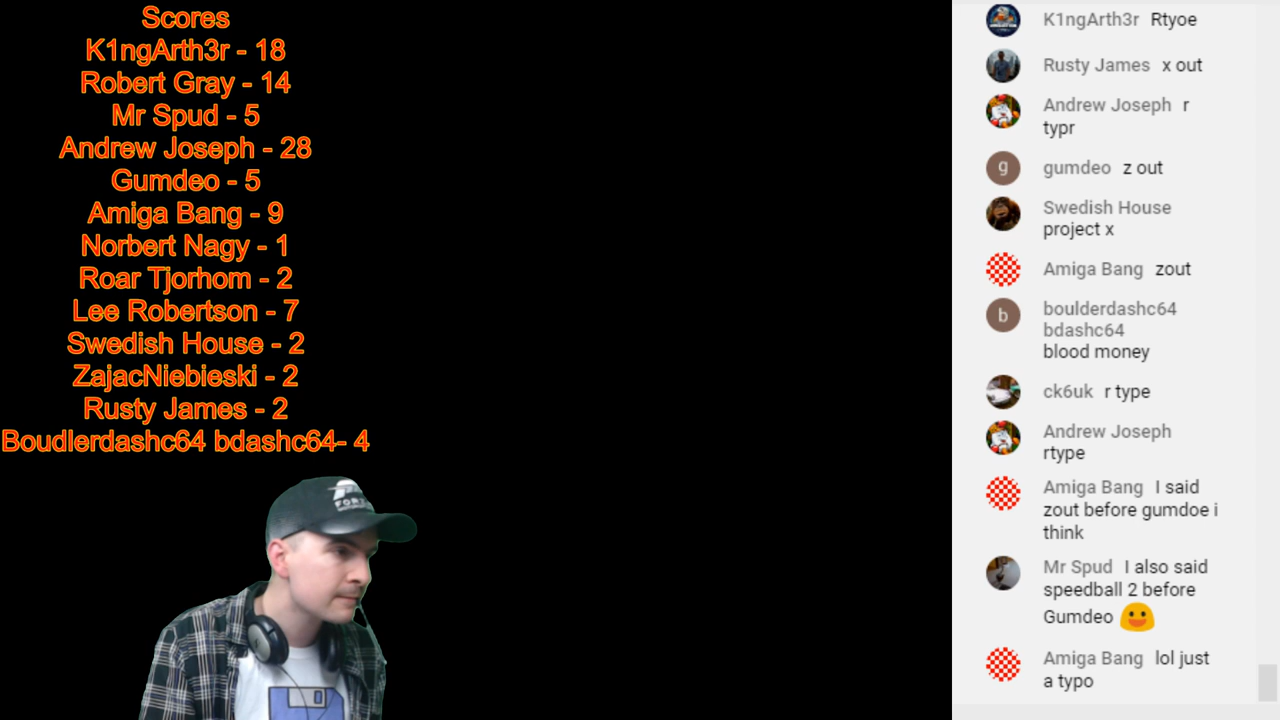 Scores
K1ngArth3r - 18
Robert Gray - 14
Mr Spud - 5
Andrew Joseph - 28
Gumdeo - 5
Amiga Bang - 9
Norbert Nagy - 1
Roar Tjorhom - 2
Lee Robertson - 7
Swedish House - 2
ZajacNiebieski - 2
Rusty James - 2
Boudlerdashc64 bdashc64- 4
K1ngArth3r Rtyoe
Rusty James x out
Andrew Joseph r
typr
g
gumdeo z out
Swedish House
project x
Amiga Bang zout
b
boulderdashc64
bdashc64
blood money
ck6uk r type
Andrew Joseph
rtype
Amiga Bang I said
zout before gumdoe i
think
Mr Spud I also said
speedball 2 before
Gumdeo
Amiga Bang lol just
a typo